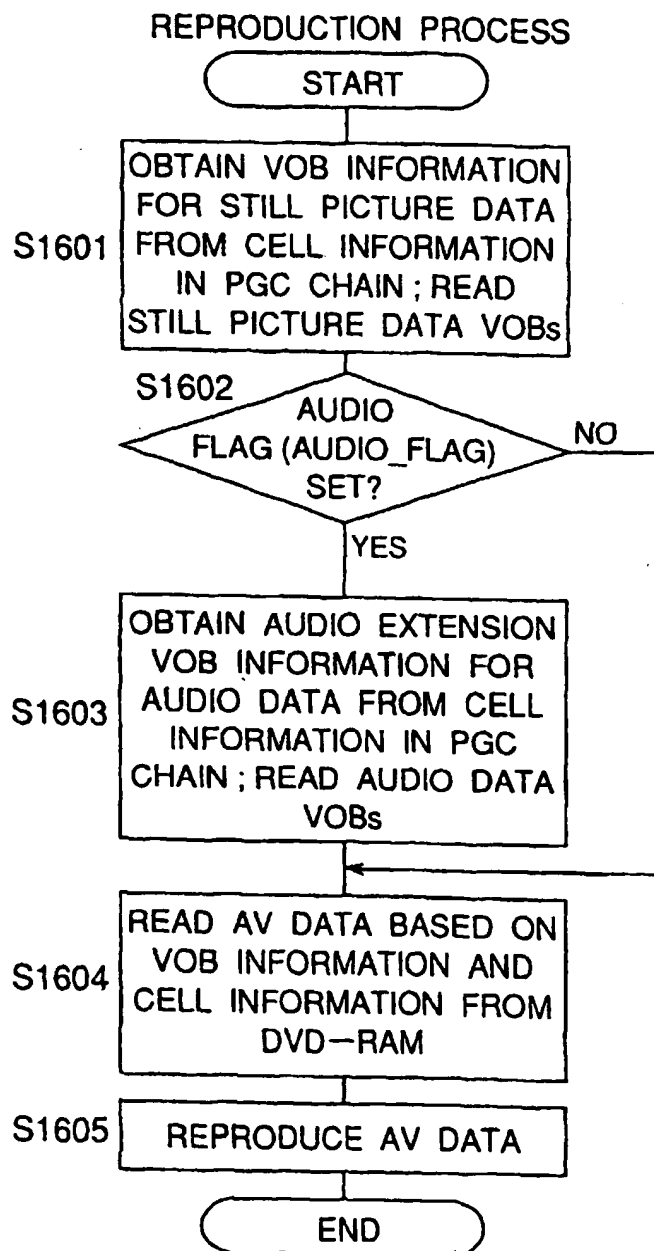 REPRODUCTION PROCESS
START
S1601
OBTAIN VOB INFORMATION
FOR STILL PICTURE DATA
FROM CELL INFORMATION
IN PGC CHAIN ; READ
STILL PICTURE DATA VOBs
S1602
AUDIO
FLAG (AUDIO_FLAG)
SET?
NO
YES
S1603
OBTAIN AUDIO EXTENSION
VOB INFORMATION FOR
AUDIO DATA FROM CELL
INFORMATION IN PGC
CHAIN ; READ AUDIO DATA
VOBs
S1604
READ AV DATA BASED ON
VOB INFORMATION AND
CELL INFORMATION FROM
DVD-RAM
S1605
REPRODUCE AV DATA
END